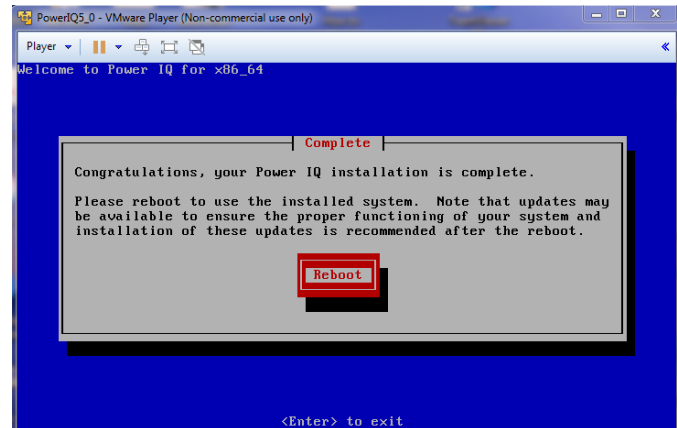 PowerIQ5_0 - VMware Player (Non-commercial use only)
Player
Welcome to Power IQ for x86_64
Complete
Congratulations, your Power IQ installation is complete.
Please reboot to use the installed system.  Note that updates may
be available to ensure the proper functioning of your system and
installation of these updates is recommended after the reboot.
Reboot
<Enter> to exit